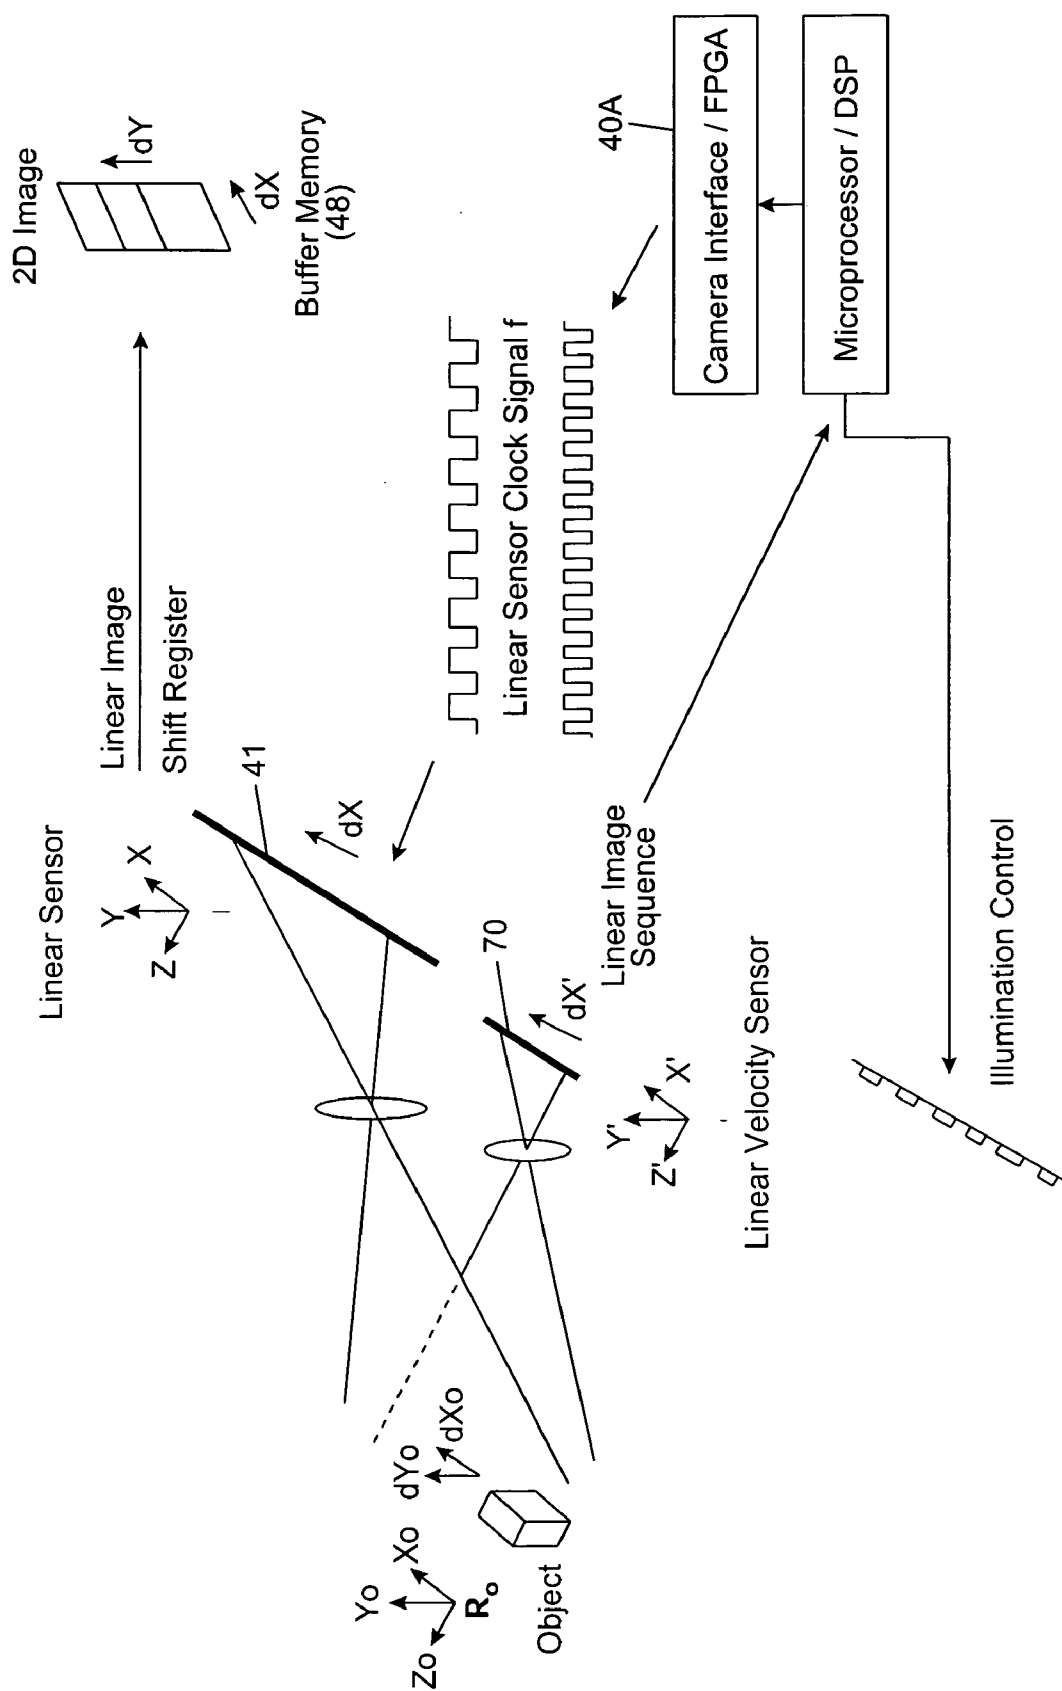 2D Image
dY
dX
Buffer Memory
(48)
Linear Image
Shift Register
Linear Sensor
Y
X
Z
41
dX
Linear Sensor Clock Signal f
40A
Camera Interface / FPGA
Microprocessor / DSP
Linear Image
Sequence
70
dX'
Y'
X'
Z'
Linear Velocity Sensor
Illumination Control
dYo
dXo
Yo
Xo
Zo
Ro
Object